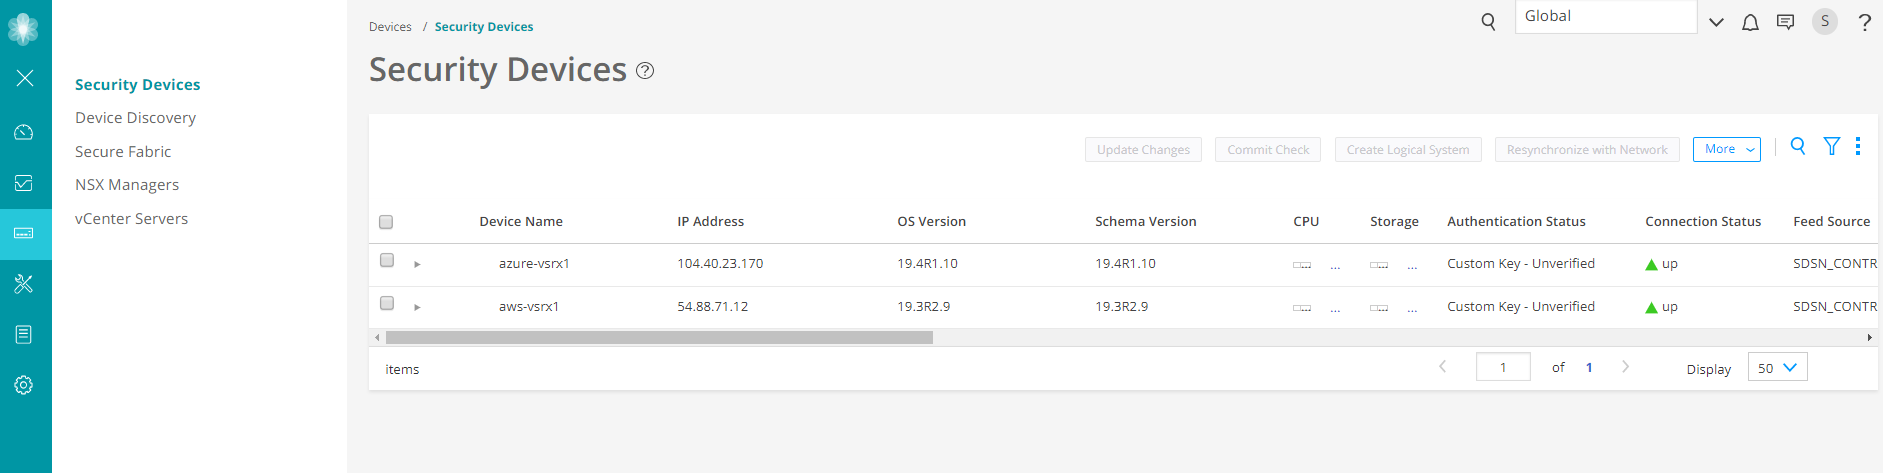 Devices / Security Devices
Global
S
?
Security Devices ?
Security Devices
Device Discovery
Secure Fabric
NSX Managers
vCenter Servers
Update Changes Commit Check Create Logical System Resynchronize with Network More
Device Name IP Address OS Version Schema Version CPU Storage Authentication Status Connection Status Feed Source
azure-vsrx1 104.40.23.170 19.4R1.10 19.4R1.10 ... ... Custom Key - Unverified up SDSN_CONTR
aws-vsrx1 54.88.71.12 19.3R2.9 19.3R2.9 ... ... Custom Key - Unverified up SDSN_CONTR
items 1 of 1 Display 50